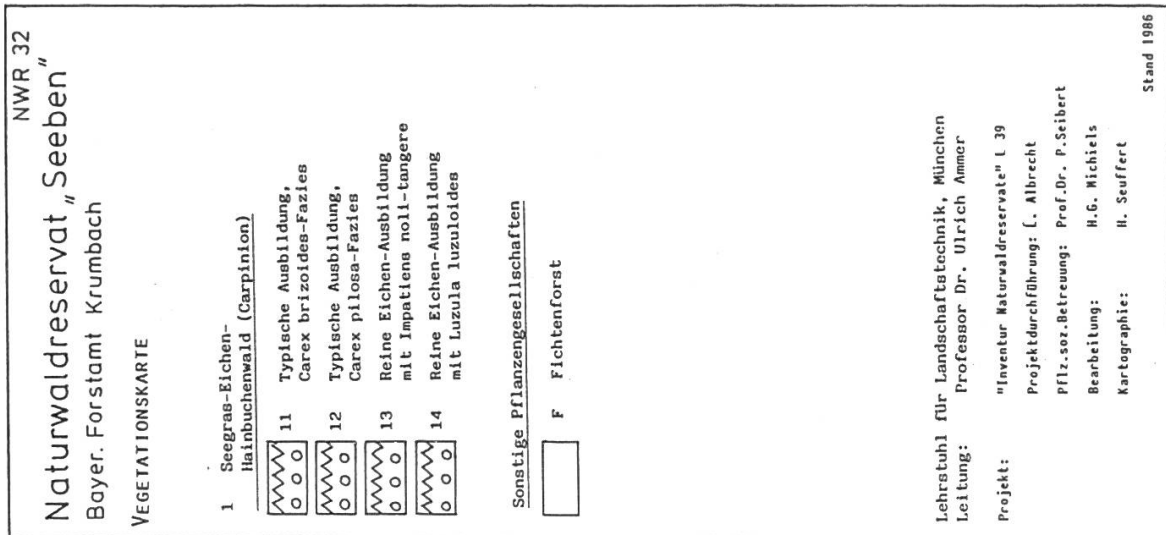 NWR 32
Naturwaldreservat „Seeben"
Bayer. Forstamt Krumbach
VEGETATIONSKARTE
1 Seegras-Eichen-
Hainbuchenwald (Carpinion)
11 Typische Ausbildung,
Carex brizoides-Fazies
12 Typische Ausbildung,
Carex pilosa-Fazies
13 Reine Eichen-Ausbildung
mit Impatiens noli-tangere
14 Reine Eichen-Ausbildung
mit Luzula luzuloides
Sonstige Pflanzengesellschaften
F Fichtenforst
Lehrstuhl für Landschaftstechnik, München
Leitung: Professor Dr. Ulrich Ammer
Projekt: "Inventur Naturwaldreservate" L 39
Projektdurchführung: L. Albrecht
Pflz.soz.Betreuung: Prof.Dr. P.Seibert
Bearbeitung: H.G. Michiels
Kartographie: H. Seuffert
Stand 1986